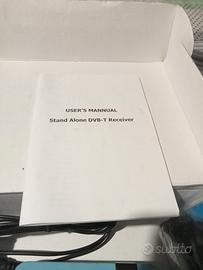 USER'S MANNUAL
Stand Alone DVB-T Receiver
subito